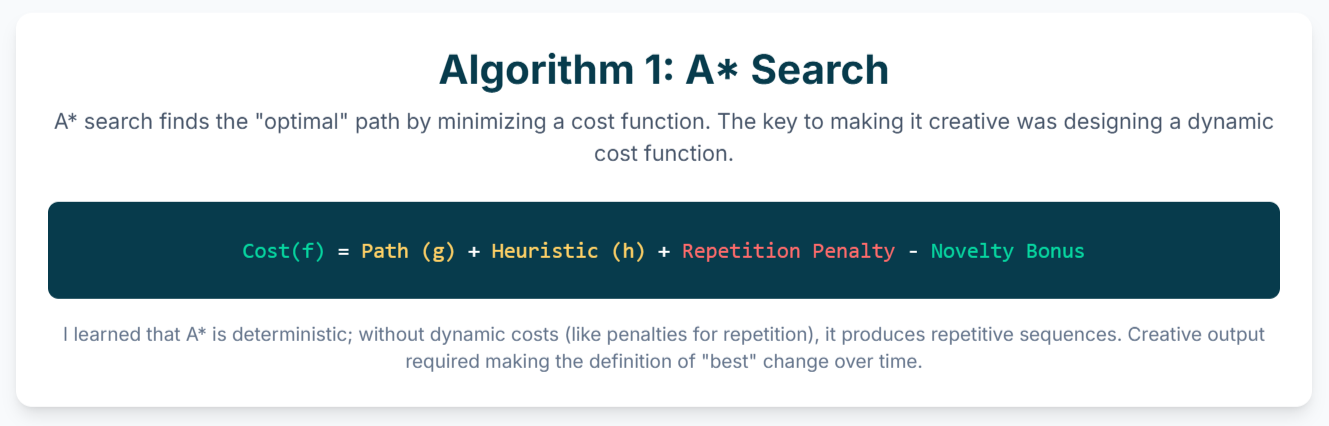 Algorithm 1: A* Search
A* search finds the "optimal" path by minimizing a cost function. The key to making it creative was designing a dynamic
cost function.
Cost(f) = Path (g) + Heuristic (h) + Repetition Penalty - Novelty Bonus
I learned that A* is deterministic; without dynamic costs (like penalties for repetition), it produces repetitive sequences. Creative output
required making the definition of "best" change over time.